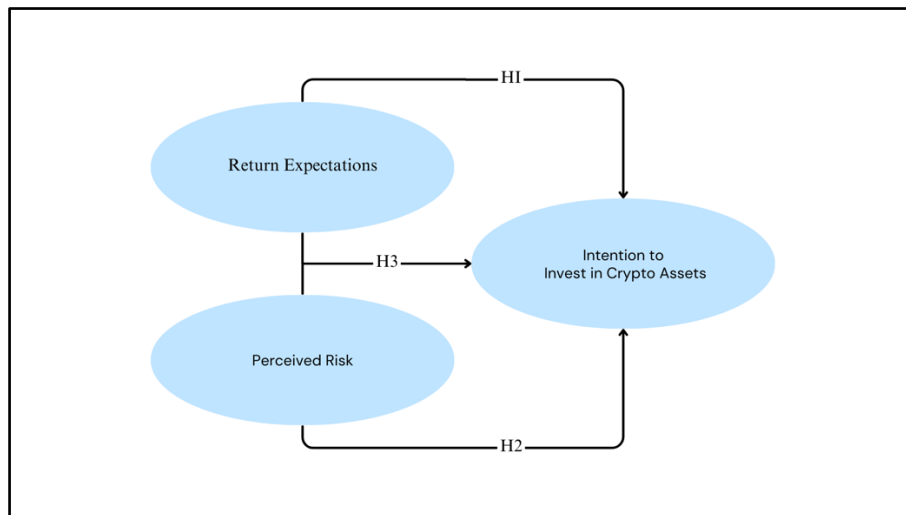 HI
Return Expectations
H3
Intention to
Invest in Crypto Assets
Perceived Risk
H2